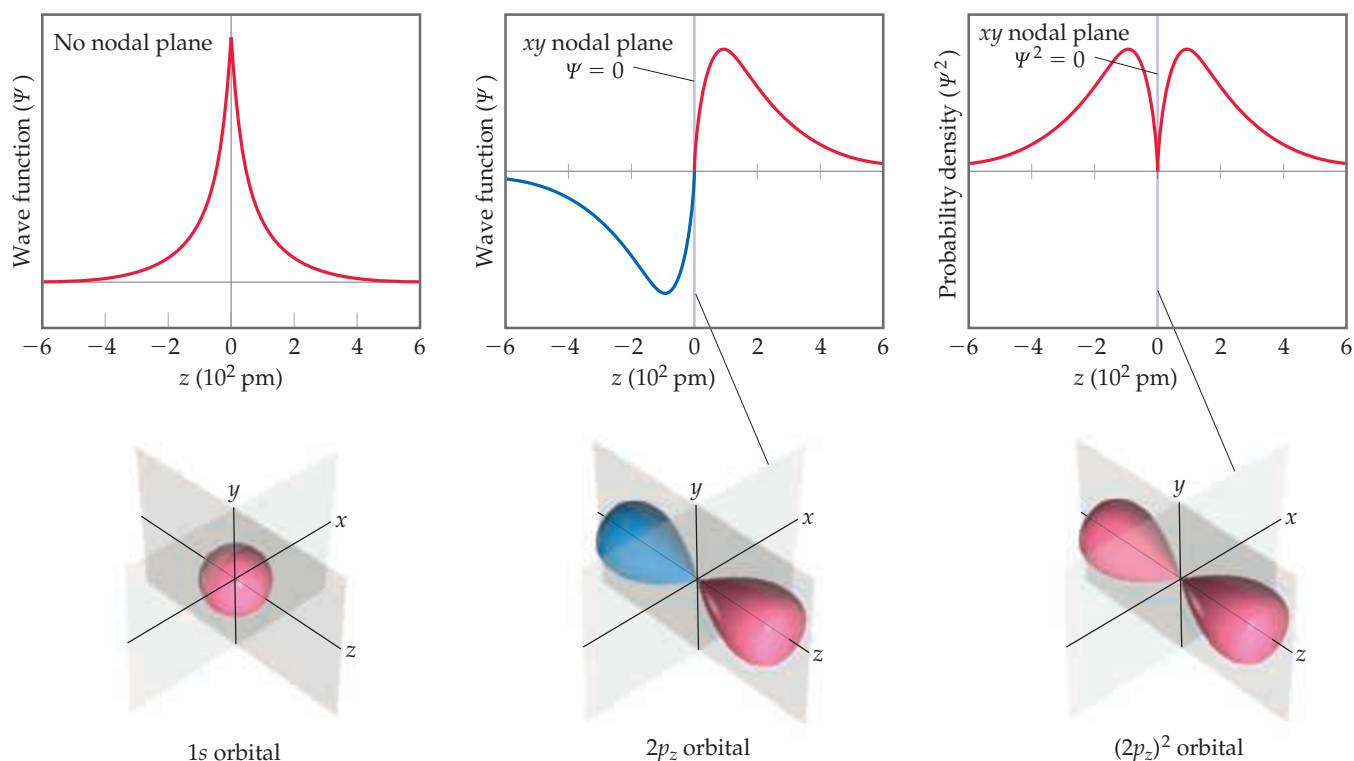 Wave function (Ψ)
No nodal plane
−6 −4 −2 0 2 4 6
z (10² pm)
Wave function (Ψ)
xy nodal plane
Ψ = 0
−6 −4 −2 0 2 4 6
z (10² pm)
Probability density (Ψ²)
xy nodal plane
Ψ² = 0
−6 −4 −2 0 2 4 6
z (10² pm)
y
x
z
1s orbital
y
x
z
2p_z orbital
y
x
z
(2p_z)² orbital